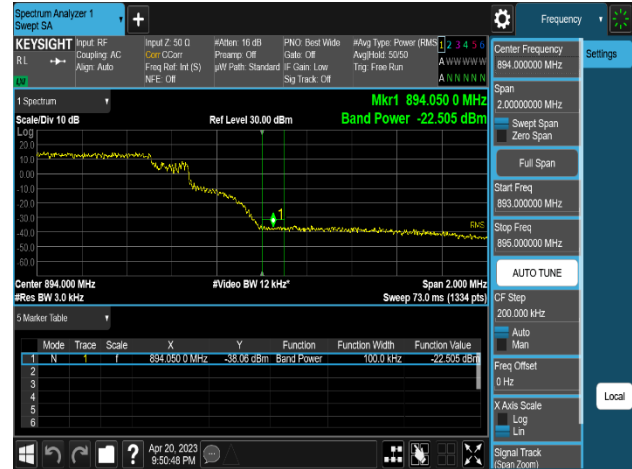 Spectrum Analyzer 1
Swept SA
+
Frequency
KEYSIGHT
RL
Input: RF
Coupling: AC
Align: Auto
Input Z: 50 Ω
Corr CCorr
Freq Ref: Int (S)
NFE: Off
#Atten: 16 dB
Preamp: Off
µW Path: Standard
PNO: Best Wide
Gate: Off
IF Gain: Low
Sig Track: Off
#Avg Type: Power (RMS
Avg|Hold: 50/50
Trig: Free Run
1 2 3 4 5 6
A W W W W W
A N N N N N
1 Spectrum
Scale/Div 10 dB
Ref Level 30.00 dBm
Mkr1 894.050 0 MHz
Band Power -22.505 dBm
Log
20.0
10.0
0.00
-10.0
-20.0
-30.0
-40.0
-50.0
-60.0
1
RMS
Center 894.000 MHz
#Video BW 12 kHz*
Span 2.000 MHz
#Res BW 3.0 kHz
Sweep 73.0 ms (1334 pts)
5 Marker Table
Mode Trace Scale X Y Function Function Width Function Value
1 N 1 f 894.050 0 MHz -38.06 dBm Band Power 100.0 kHz -22.505 dBm
2
3
4
5
6
Apr 20, 2023
9:50:48 PM
Settings
Center Frequency
894.000000 MHz
Span
2.00000000 MHz
Swept Span
Zero Span
Full Span
Start Freq
893.000000 MHz
Stop Freq
895.000000 MHz
AUTO TUNE
CF Step
200.000 kHz
Auto
Man
Freq Offset
0 Hz
X Axis Scale
Log
Lin
Signal Track
(Span Zoom)
Local